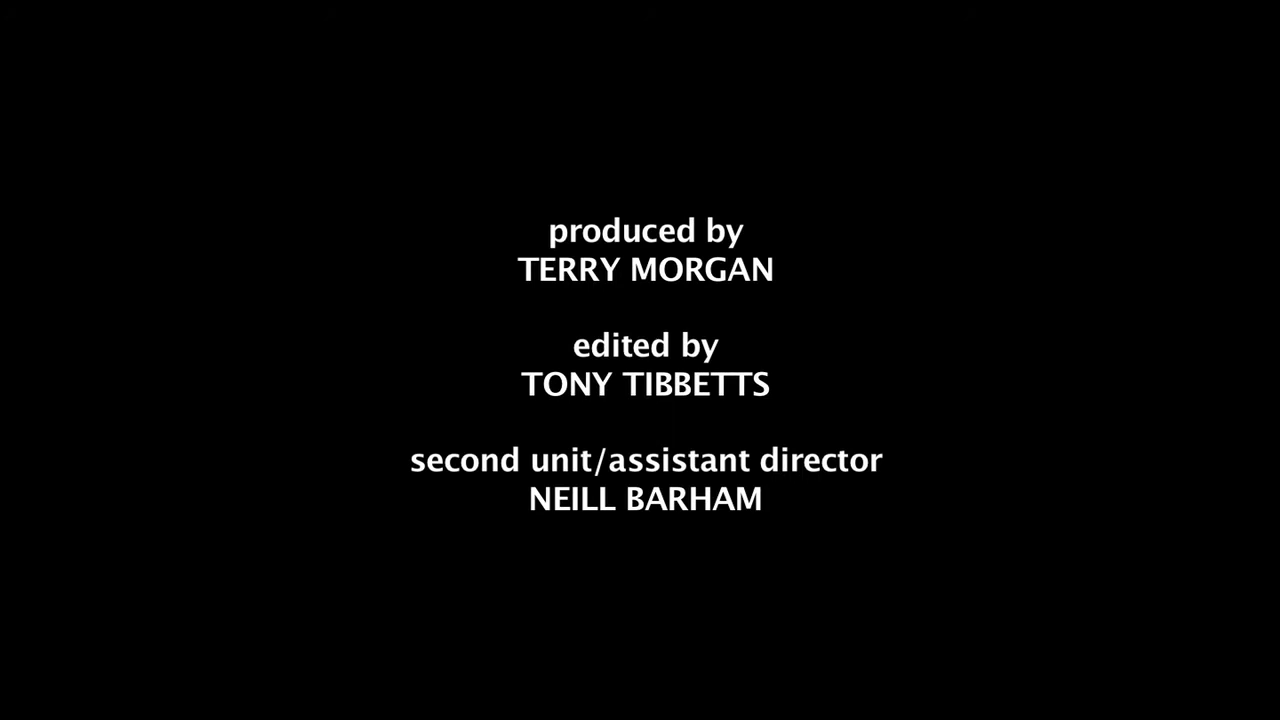 produced by
TERRY MORGAN
edited by
TONY TIBBETTS
second unit/assistant director
NEILL BARHAM